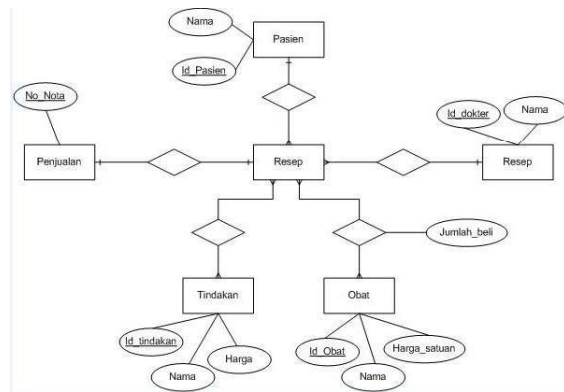 Nama
Pasien
Id_Pasien
No_Nota
Id_dokter
Nama
Penjualan
Resep
Resep
Jumlah_beli
Tindakan
Obat
Id_tindakan
Harga
Nama
Id_Obat
Harga_satuan
Nama